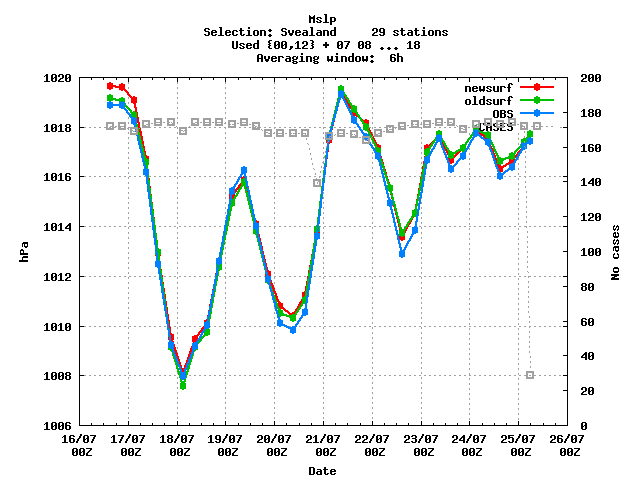 Mslp
Selection: Svealand     29 stations
Used {00,12} + 07 08 ... 18
Averaging window:  6h
newsurf
oldsurf
OBS
CASES
hPa
1020
1018
1016
1014
1012
1010
1008
1006
No cases
200
180
160
140
120
100
80
60
40
20
0
16/07 17/07 18/07 19/07 20/07 21/07 22/07 23/07 24/07 25/07 26/07
00Z 00Z 00Z 00Z 00Z 00Z 00Z 00Z 00Z 00Z 00Z
Date